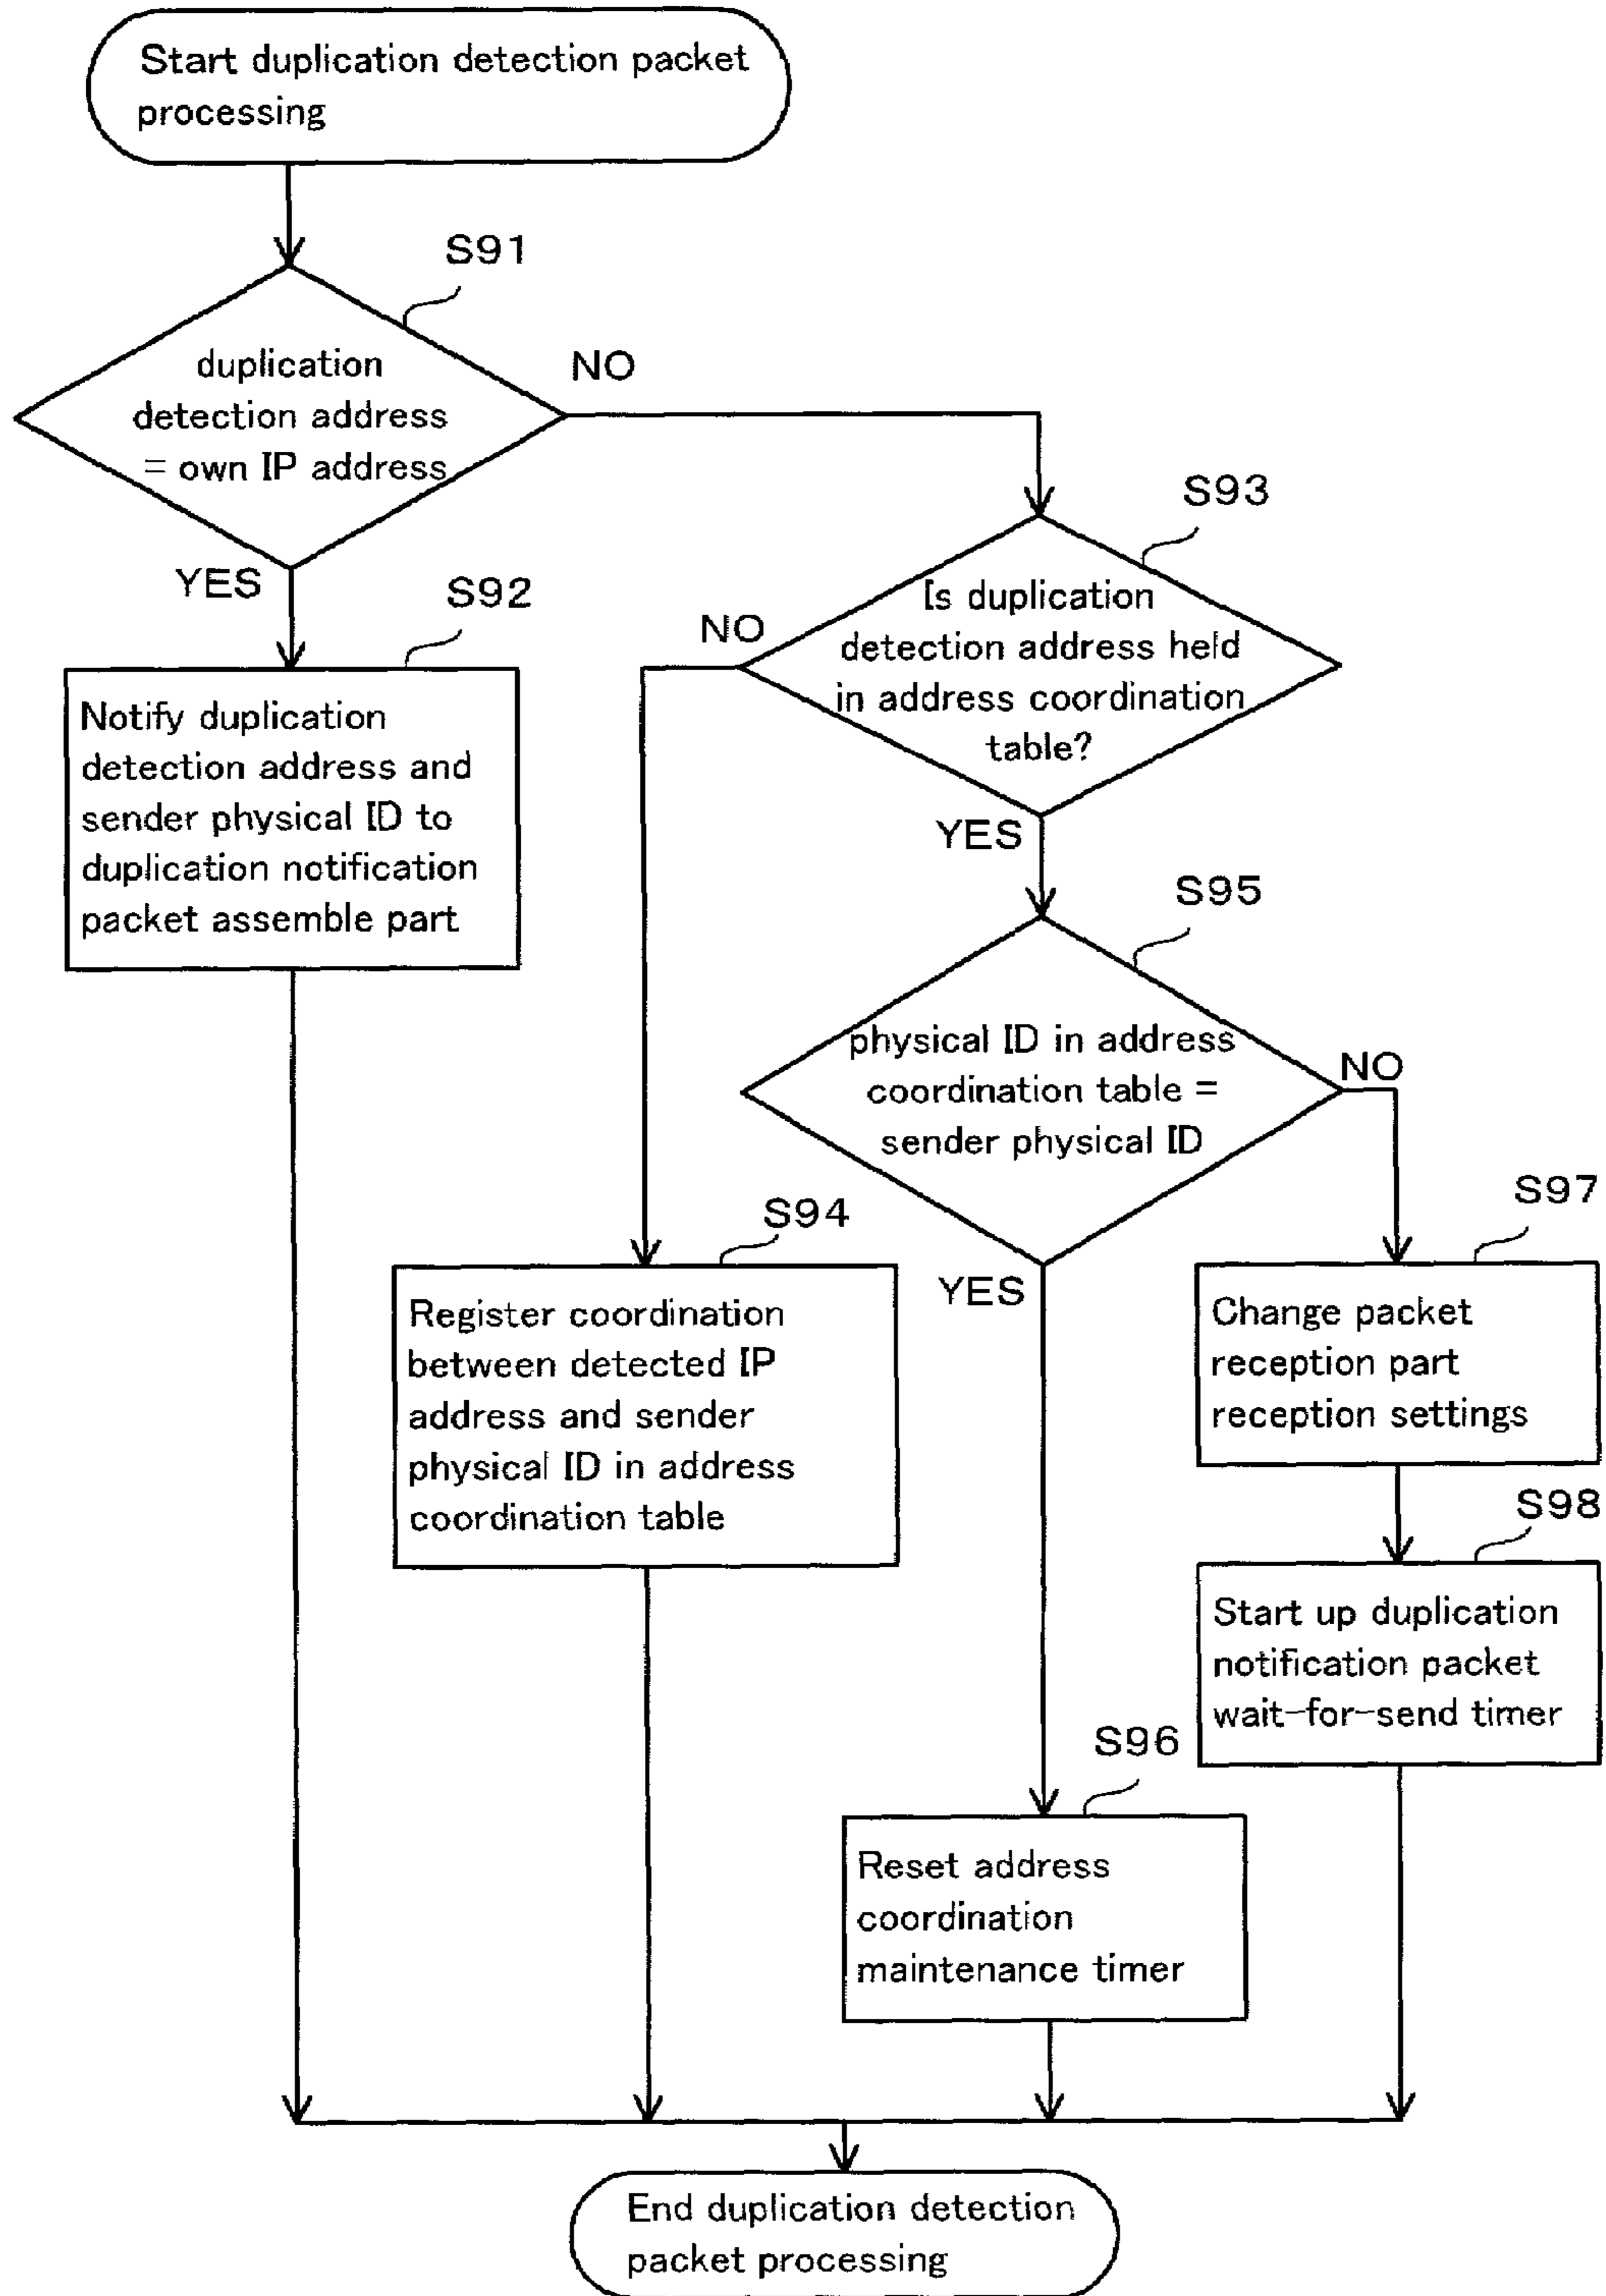 Start duplication detection packet
processing
S91
duplication
detection address
= own IP address
NO
YES
S92
Notify duplication
detection address and
sender physical ID to
duplication notification
packet assemble part
S93
Is duplication
detection address held
in address coordination
table?
NO
YES
S95
physical ID in address
coordination table =
sender physical ID
NO
YES
S94
Register coordination
between detected IP
address and sender
physical ID in address
coordination table
S97
Change packet
reception part
reception settings
S98
Start up duplication
notification packet
wait-for-send timer
S96
Reset address
coordination
maintenance timer
End duplication detection
packet processing